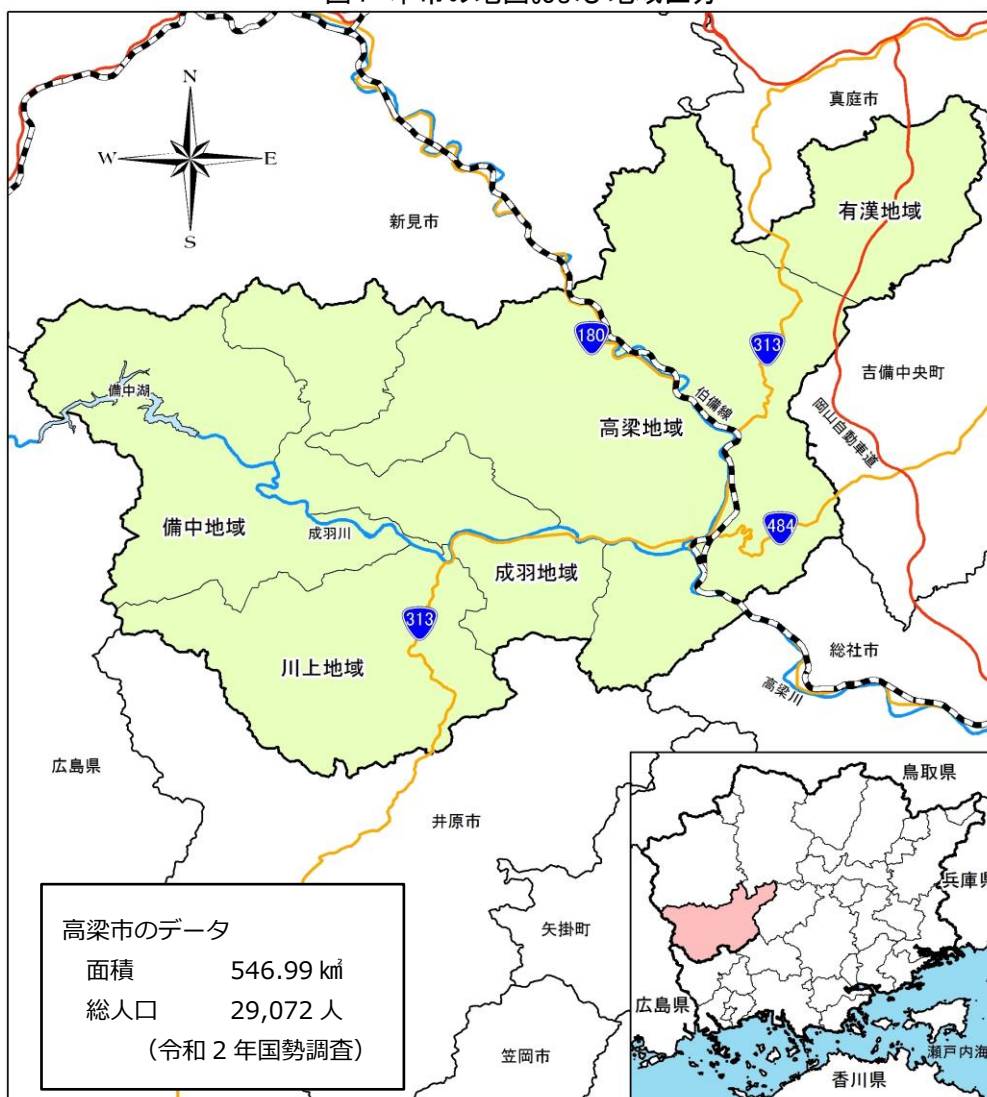 N
W
E
S
真庭市
有漢地域
新見市
180
313
吉備中央町
備中湖
伯備線
高梁地域
岡山自動車道
備中地域
成羽川
484
成羽地域
313
川上地域
総社市
高梁川
広島県
井原市
矢掛町
笠岡市
高梁市のデータ
面積 546.99 ㎢
総人口 29,072 人
(令和 2 年国勢調査)
鳥取県
兵庫県
広島県
瀬戸内海
香川県